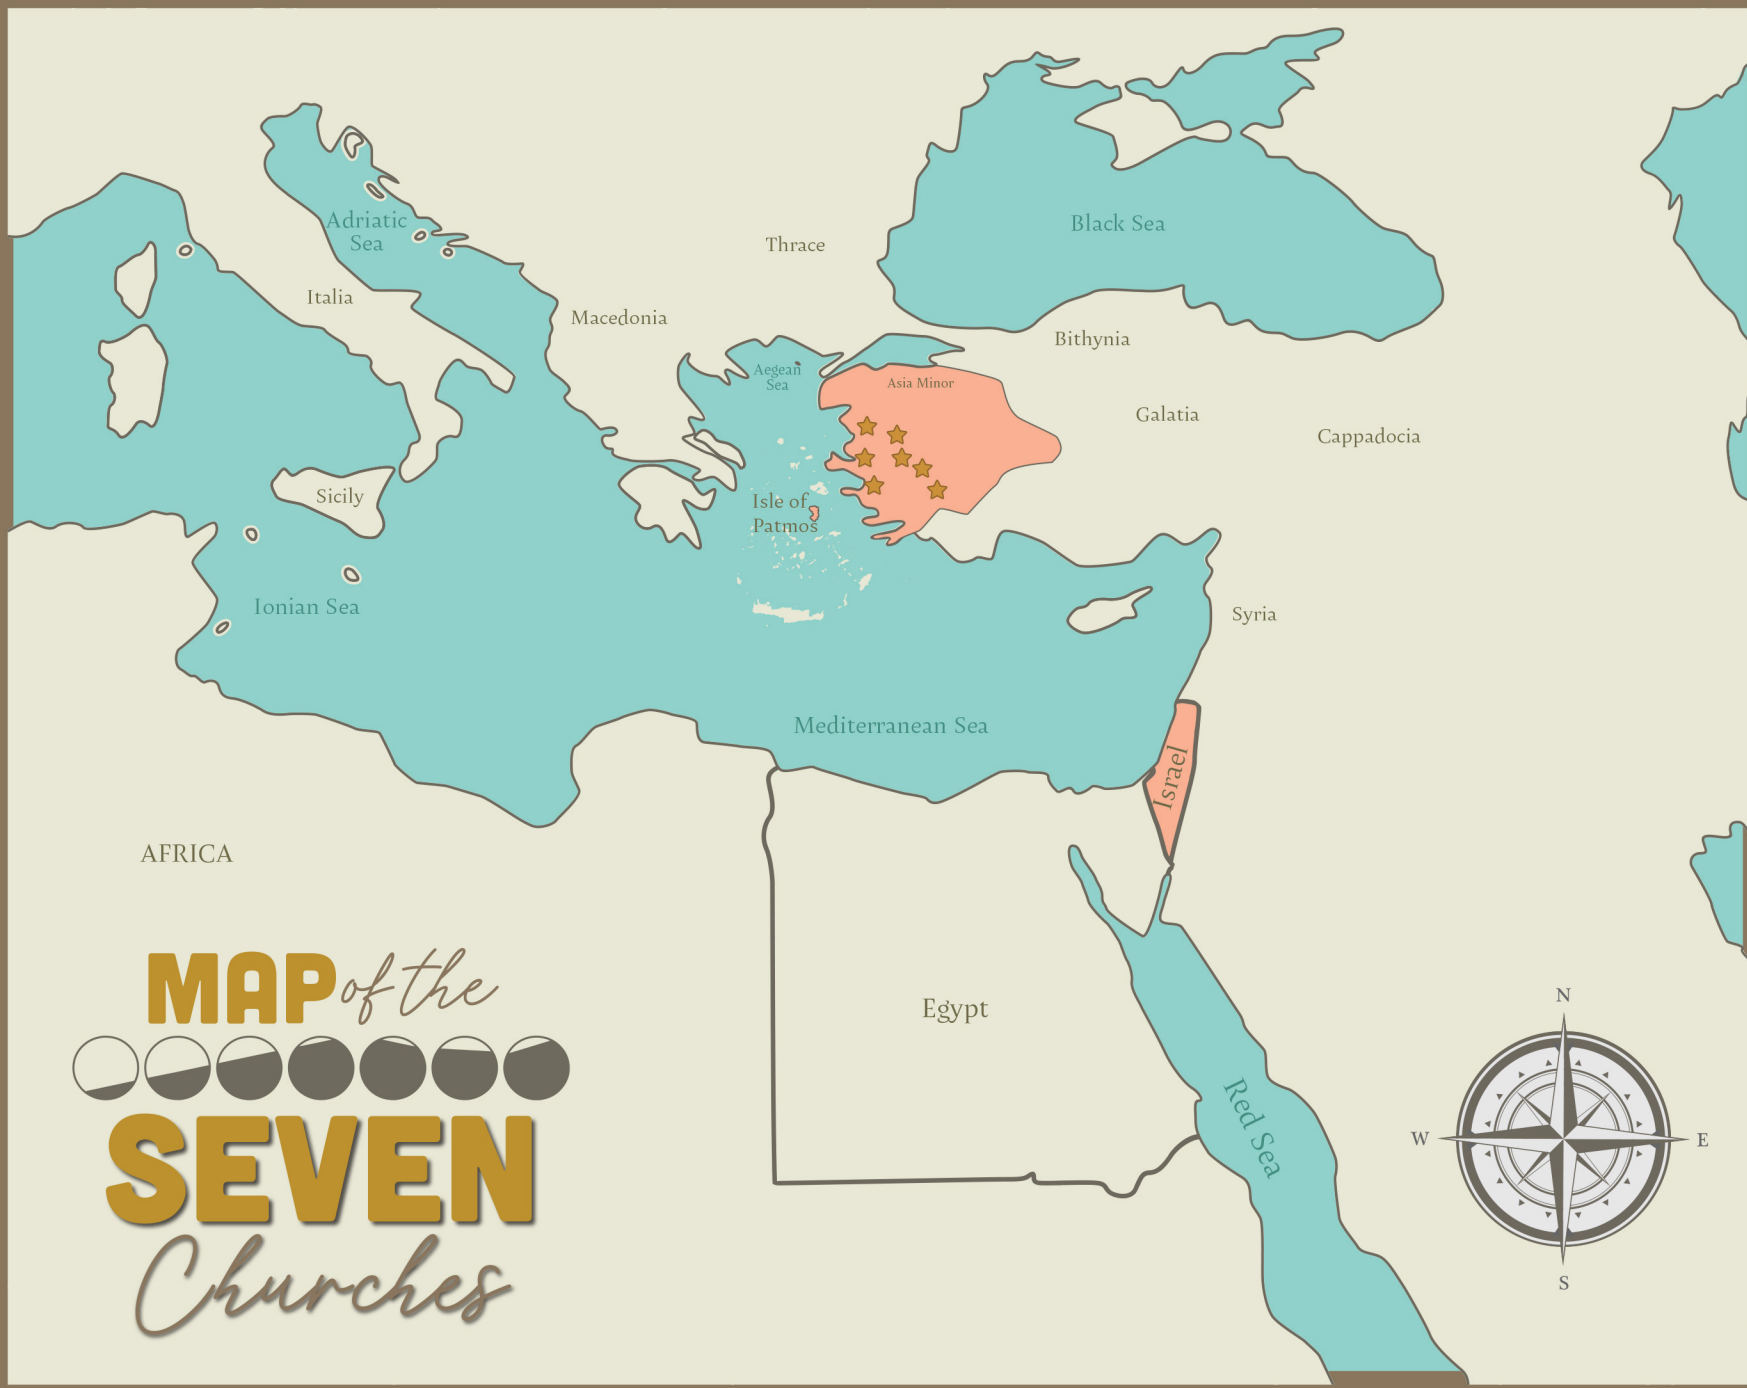 Adriatic
Sea
Black Sea
Thrace
Italia
Macedonia
Bithynia
Aegean
Sea
Asia Minor
Galatia
Cappadocia
Sicily
Isle of
Patmos
Ionian Sea
Syria
Mediterranean Sea
Israel
AFRICA
Egypt
Red Sea
MAP of the
SEVEN
Churches
N
W
E
S